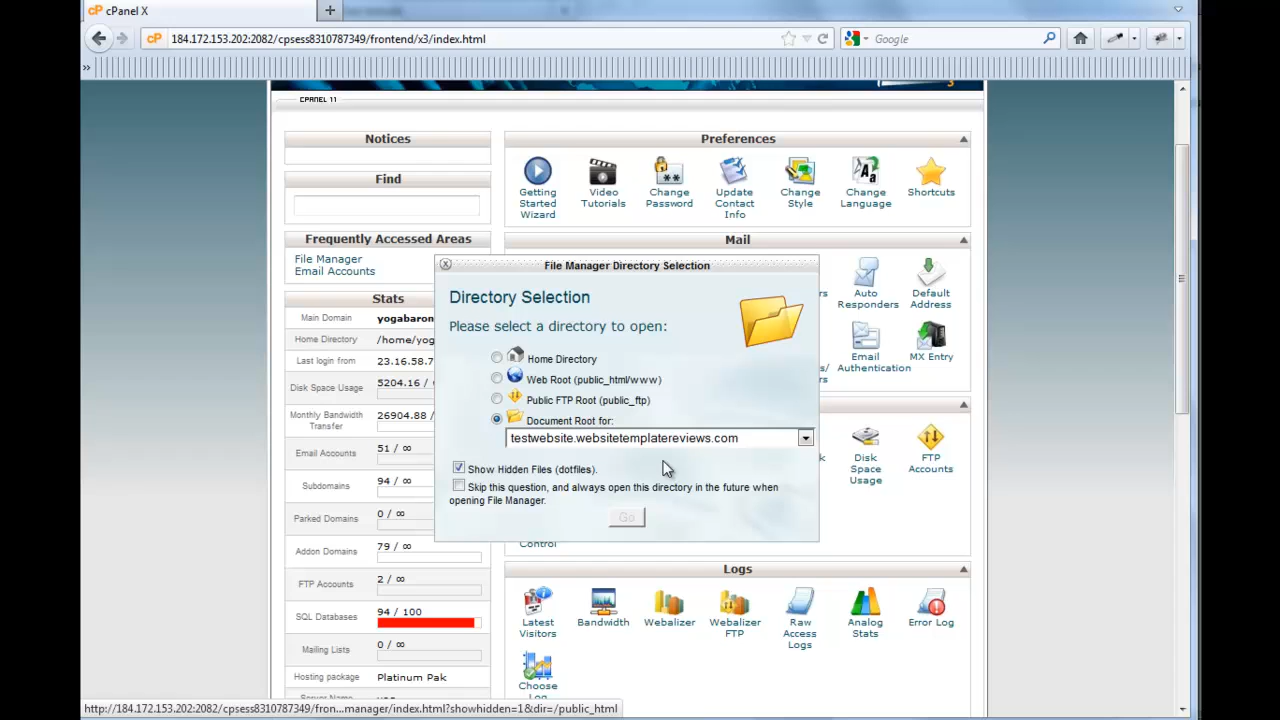 cPanel X
184.172.153.202:2082/cpsess8310787349/frontend/x3/index.html
Google
CPANEL 11
Notices
Find
Frequently Accessed Areas
File Manager
Email Accounts
Stats
Main Domain yogabaron
Home Directory /home/yog
Last login from 23.16.58.7
Disk Space Usage 5204.16 /
Monthly Bandwidth Transfer 26904.88 /
Email Accounts 51 / ∞
Subdomains 94 / ∞
Parked Domains 0 / ∞
Addon Domains 79 / ∞
FTP Accounts 2 / ∞
SQL Databases 94 / 100
Mailing Lists 0 / ∞
Hosting package Platinum Pak
Preferences
Getting Started Wizard
Video Tutorials
Change Password
Update Contact Info
Change Style
Change Language
Shortcuts
Mail
Auto Responders
Default Address
Email Authentication
MX Entry
File Manager Directory Selection
Directory Selection
Please select a directory to open:
Home Directory
Web Root (public_html/www)
Public FTP Root (public_ftp)
Document Root for:
testwebsite.websitetemplatereviews.com
Show Hidden Files (dotfiles).
Skip this question, and always open this directory in the future when
opening File Manager.
Go
Disk Space Usage
FTP Accounts
Control
Logs
Latest Visitors
Bandwidth
Webalizer
Webalizer FTP
Raw Access Logs
Analog Stats
Error Log
Choose Log
http://184.172.153.202:2082/cpsess8310787349/fron...manager/index.html?showhidden=1&dir=/public_html